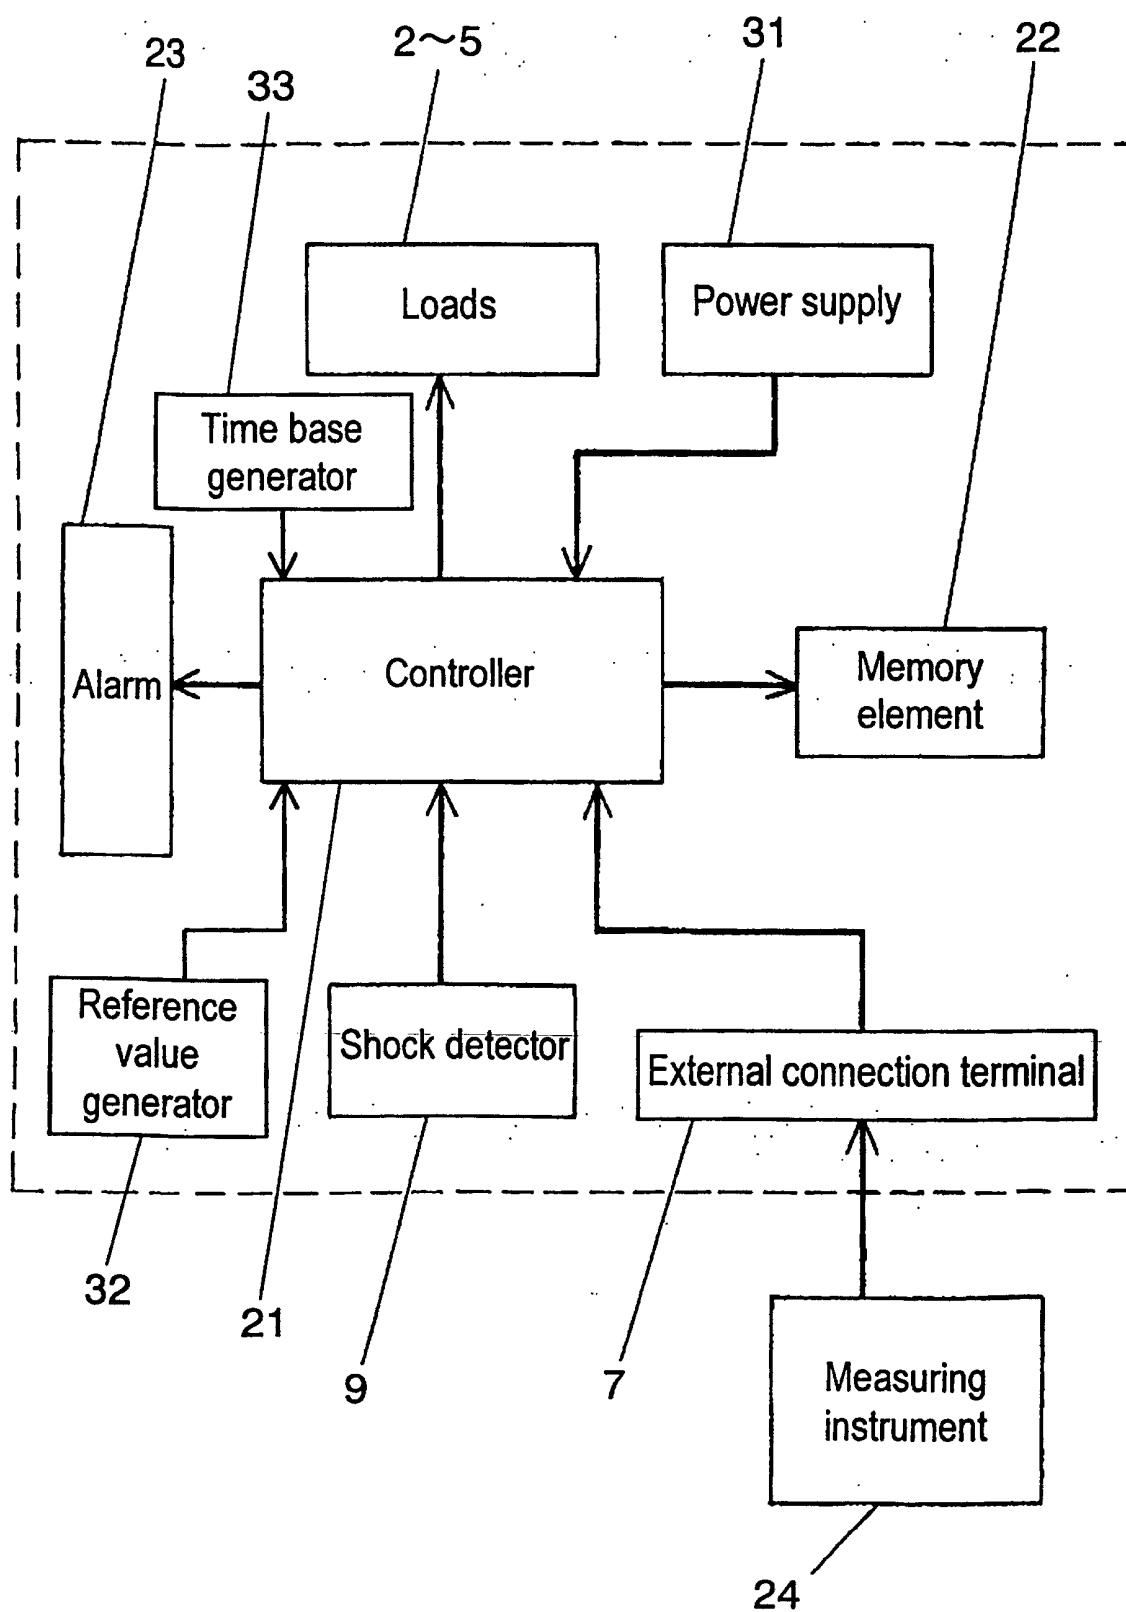 23
33
2~5
31
22
Loads
Power supply
Time base
generator
Alarm
Controller
Memory
element
Reference
value
generator
Shock detector
External connection terminal
32
21
9
7
Measuring
instrument
24